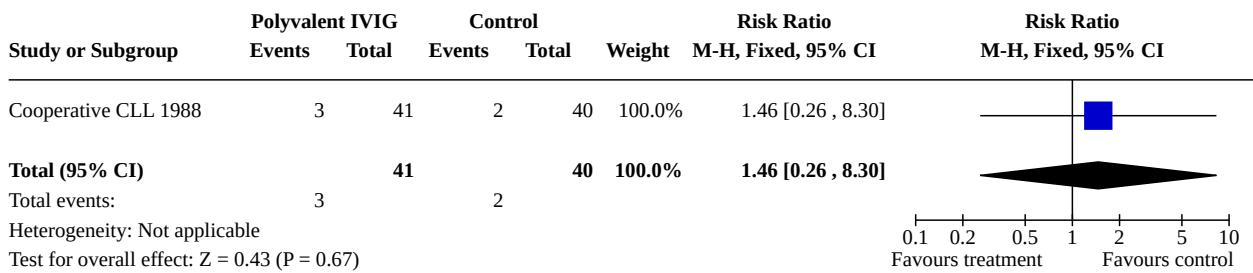 Polyvalent IVIG Control Risk Ratio Risk Ratio
Study or Subgroup Events Total Events Total Weight M-H, Fixed, 95% CI M-H, Fixed, 95% CI
Cooperative CLL 1988 3 41 2 40 100.0% 1.46 [0.26 , 8.30]
Total (95% CI) 41 40 100.0% 1.46 [0.26 , 8.30]
Total events: 3 2
Heterogeneity: Not applicable
0.1 0.2 0.5 1 2 5 10
Test for overall effect: Z = 0.43 (P = 0.67) Favours treatment Favours control